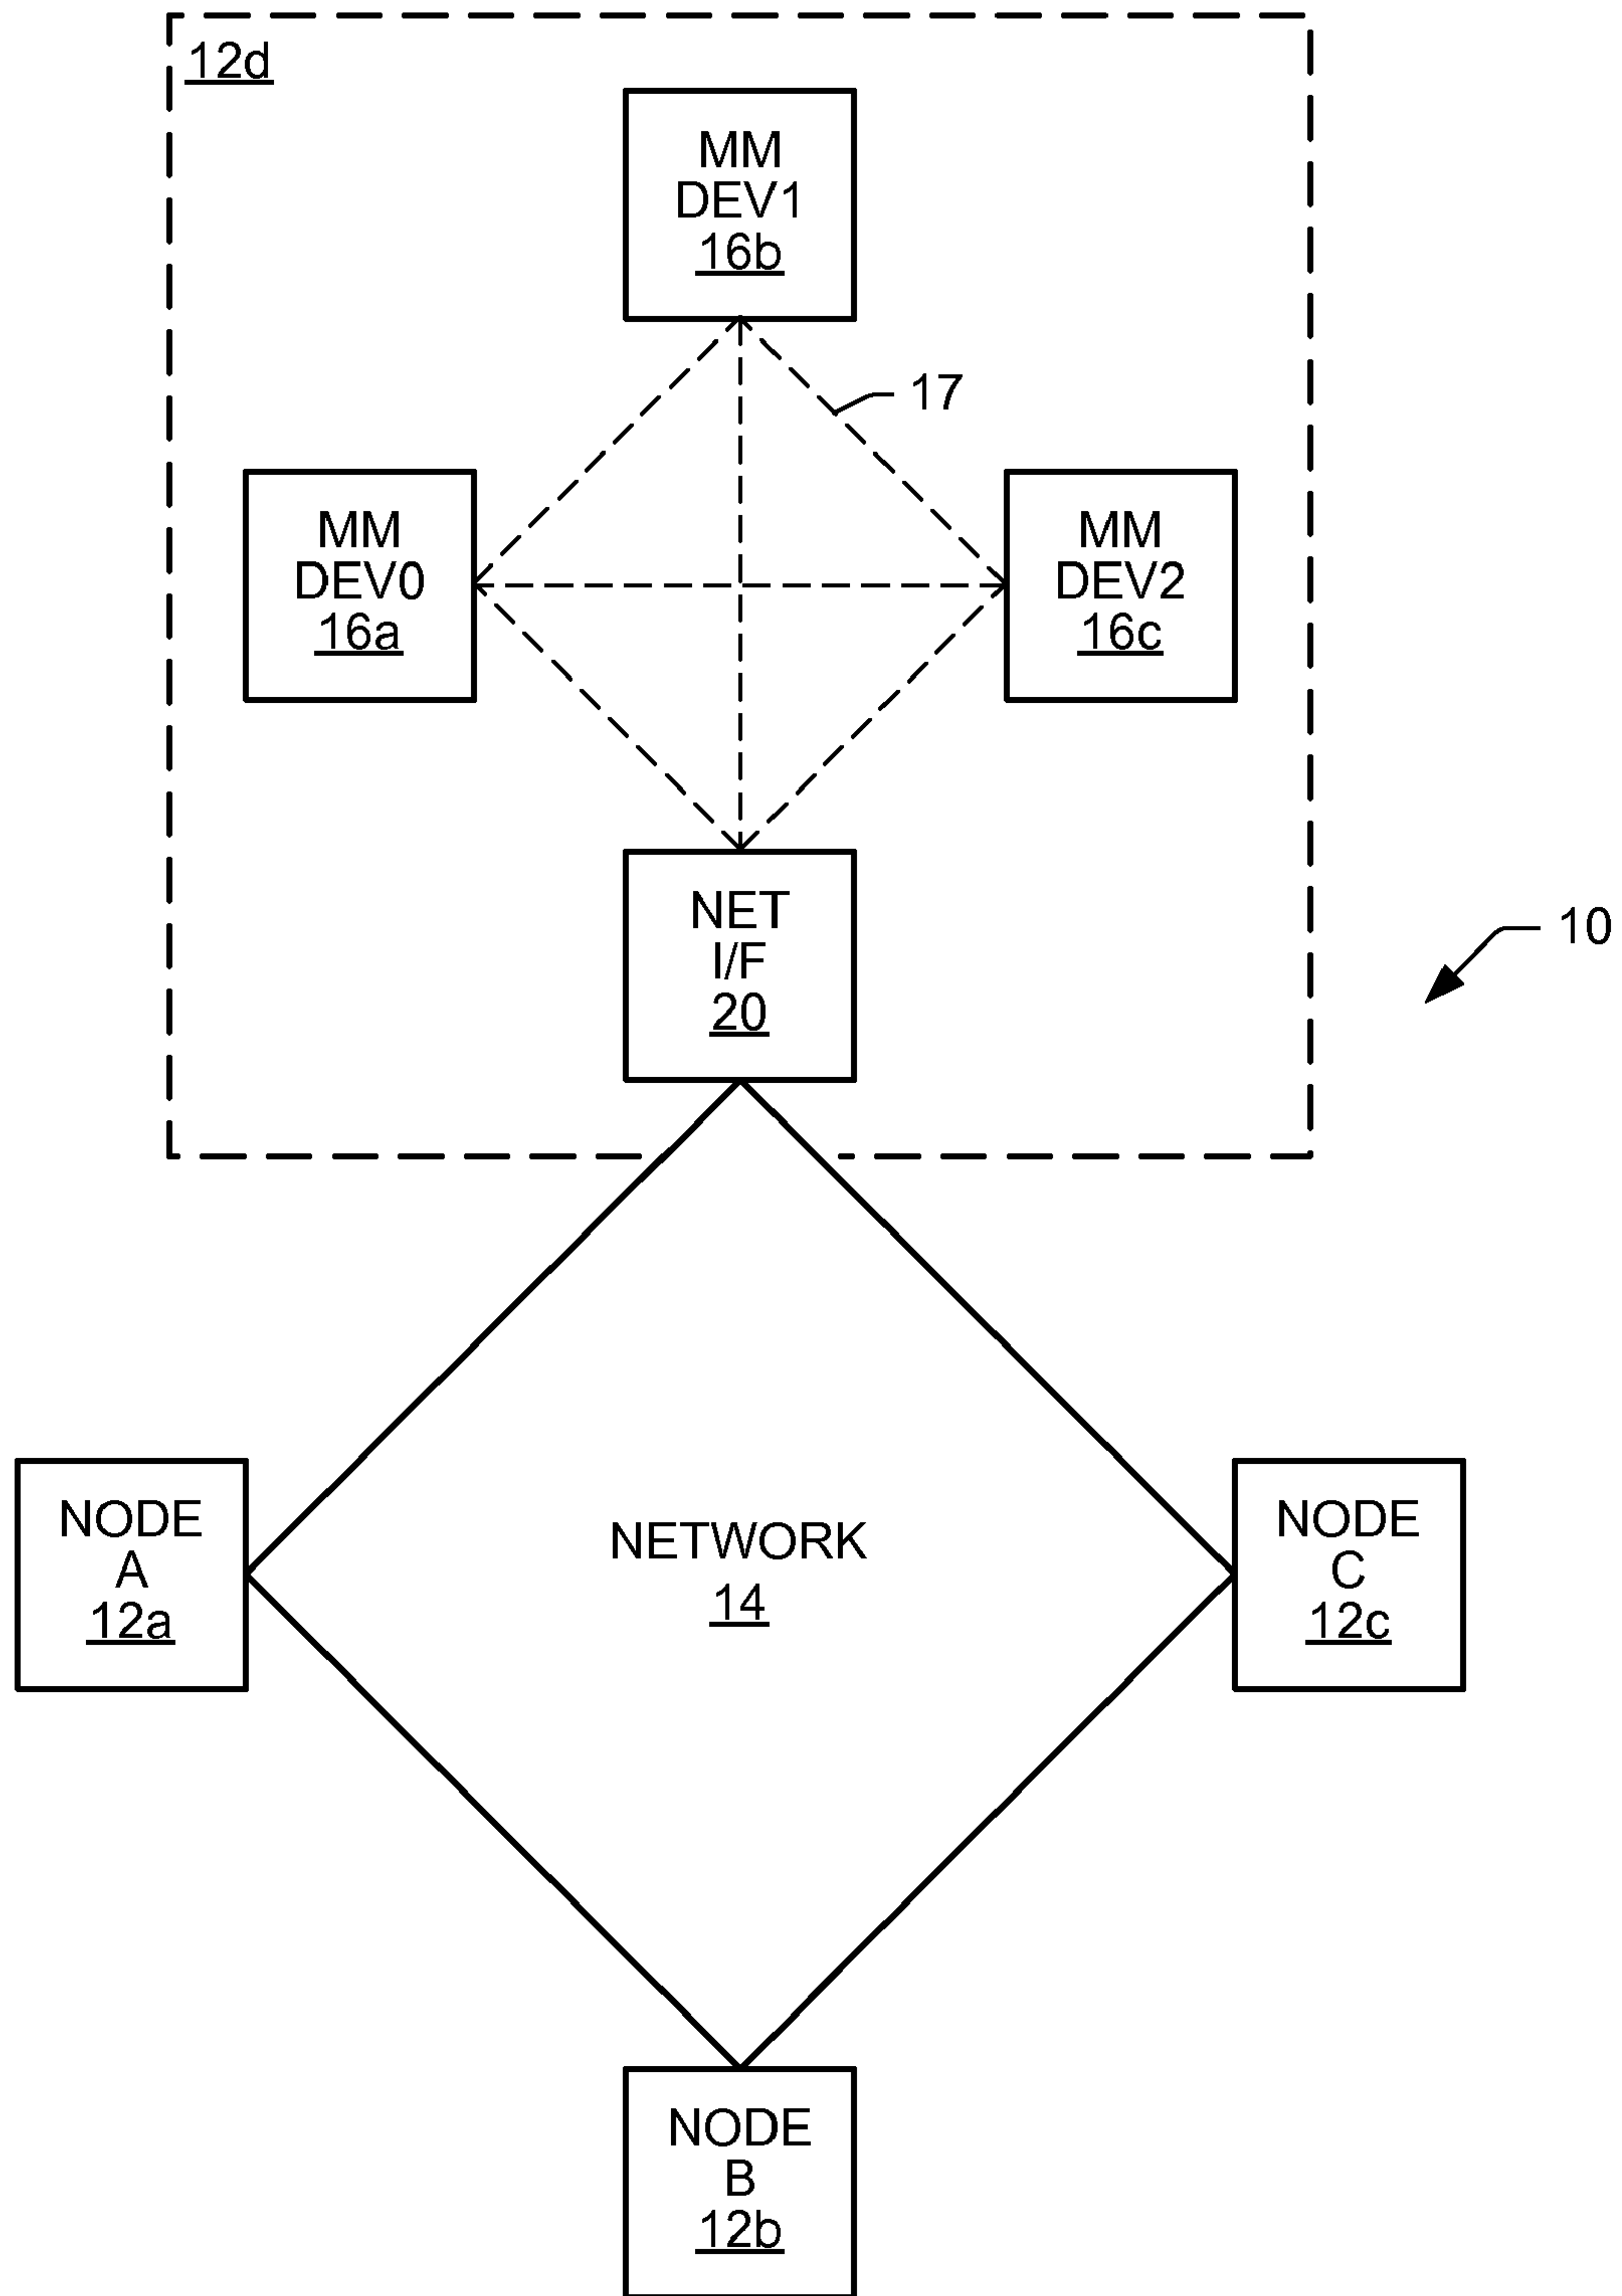 12d
MM
DEV1
16b
17
MM
DEV0
16a
MM
DEV2
16c
NET
I/F
20
10
NODE
A
12a
NETWORK
14
NODE
C
12c
NODE
B
12b